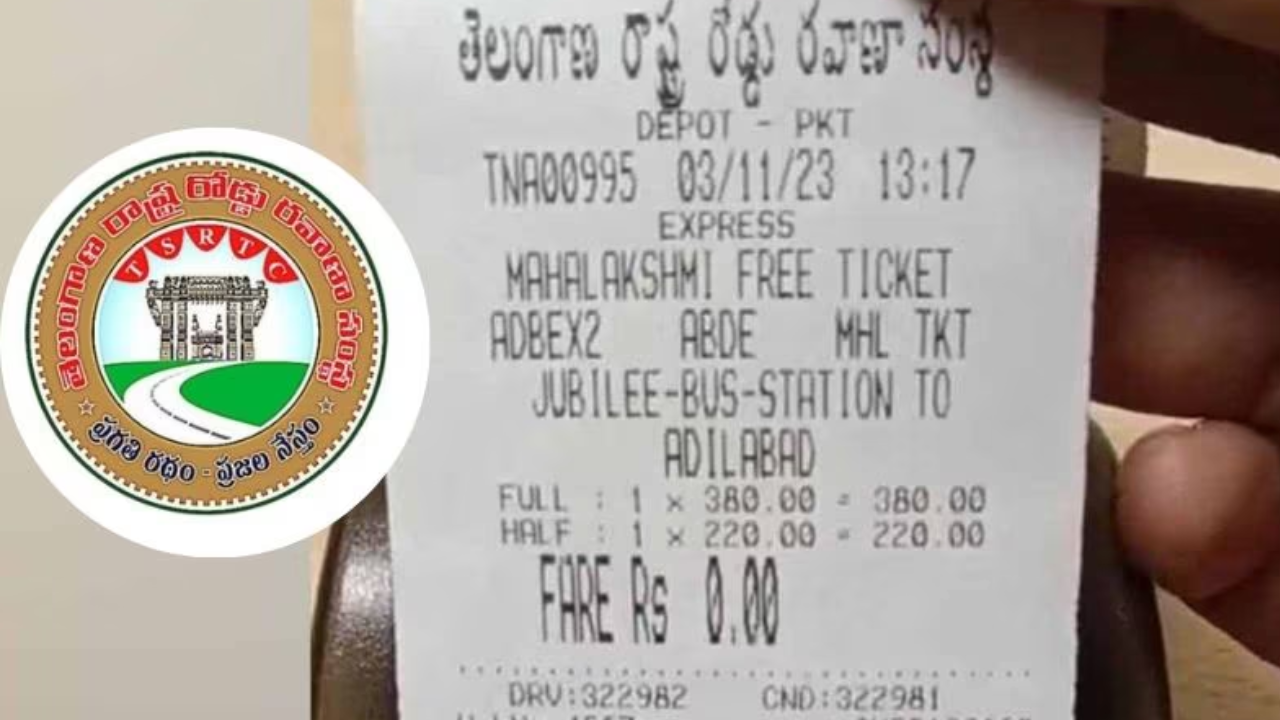 తెలంగాణ రాష్ట్ర రోడ్డు రవాణా సంస్థ
TSRTC
ప్రగతి రథం - ప్రజల నేస్తం
తెలంగాణ రాష్ట్ర రోడ్డు రవాణా సంస్థ
DEPOT - PKT
TNA00995 03/11/23 13:17
EXPRESS
MAHALAKSHMI FREE TICKET
ADBEX2 ABDE MHL TKT
JUBILEE-BUS-STATION TO
ADILABAD
FULL : 1 x 380.00 = 380.00
HALF : 1 x 220.00 = 220.00
FARE Rs 0.00
DRV:322982 CND:322981